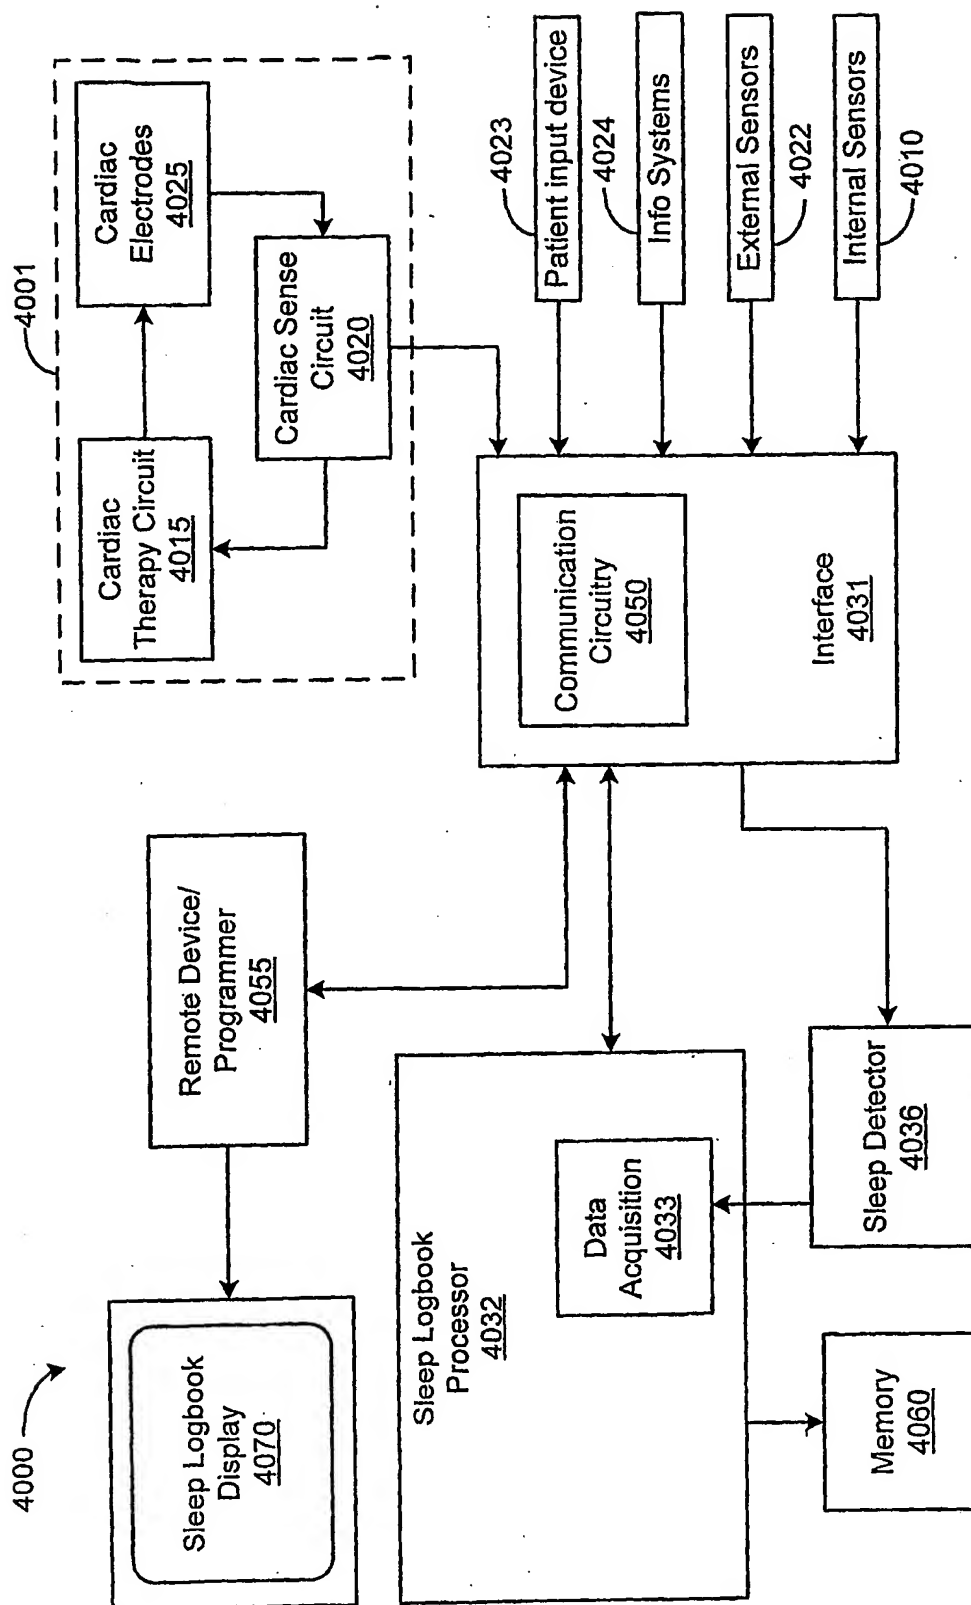 4000
Sleep Logbook
Display
4070
Remote Device/
Programmer
4055
4001
Cardiac
Therapy Circuit
4015
Cardiac
Electrodes
4025
Cardiac Sense
Circuit
4020
Sleep Logbook
Processor
4032
Data
Acquisition
4033
Communication
Circuitry
4050
Interface
4031
4023
Patient input device
4024
Info Systems
External Sensors
4022
Internal Sensors
4010
Memory
4060
Sleep Detector
4036